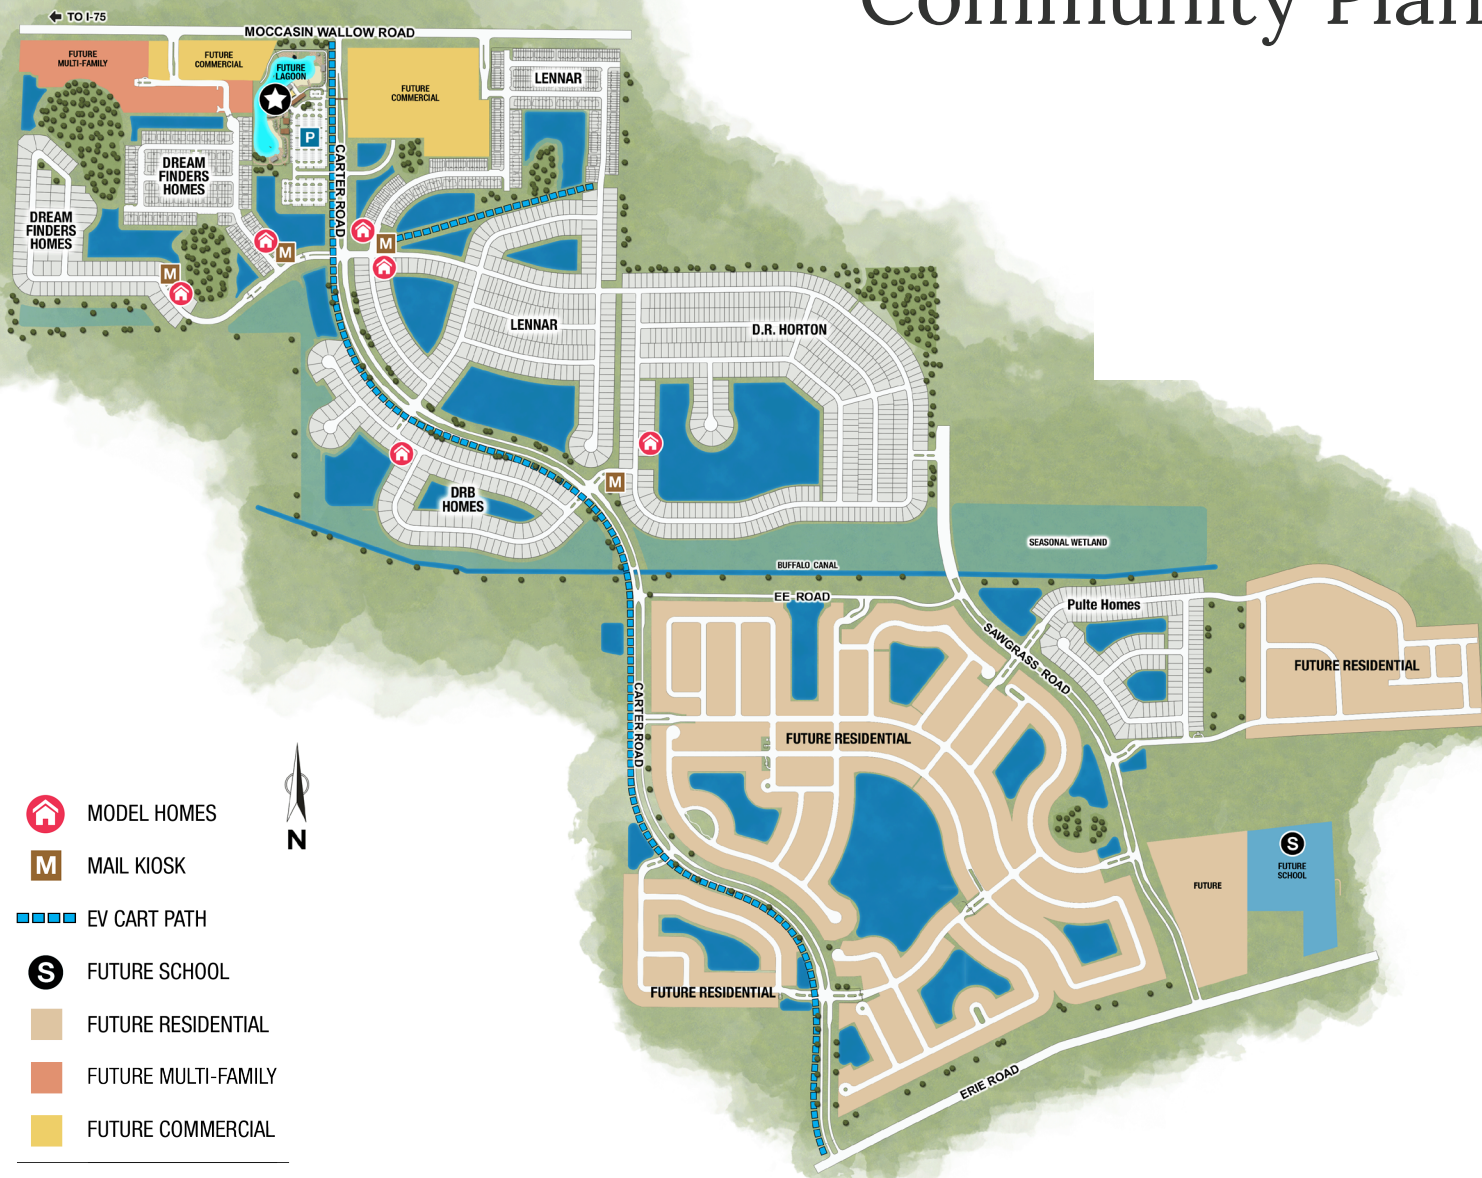 Community Plan
TO I-75
MOCCASIN WALLOW ROAD
FUTURE
MULTI-FAMILY
FUTURE
COMMERCIAL
FUTURE
LAGOON
FUTURE
COMMERCIAL
LENNAR
P
CARTER ROAD
DREAM
FINDERS
HOMES
DREAM
FINDERS
HOMES
M
M
M
LENNAR
D.R. HORTON
M
DRB
HOMES
SEASONAL WETLAND
BUFFALO CANAL
EE ROAD
Pulte Homes
SAWGRASS ROAD
FUTURE RESIDENTIAL
CARTER ROAD
FUTURE RESIDENTIAL
S
FUTURE
SCHOOL
FUTURE
FUTURE RESIDENTIAL
ERIE ROAD
N
MODEL HOMES
M MAIL KIOSK
EV CART PATH
S FUTURE SCHOOL
FUTURE RESIDENTIAL
FUTURE MULTI-FAMILY
FUTURE COMMERCIAL